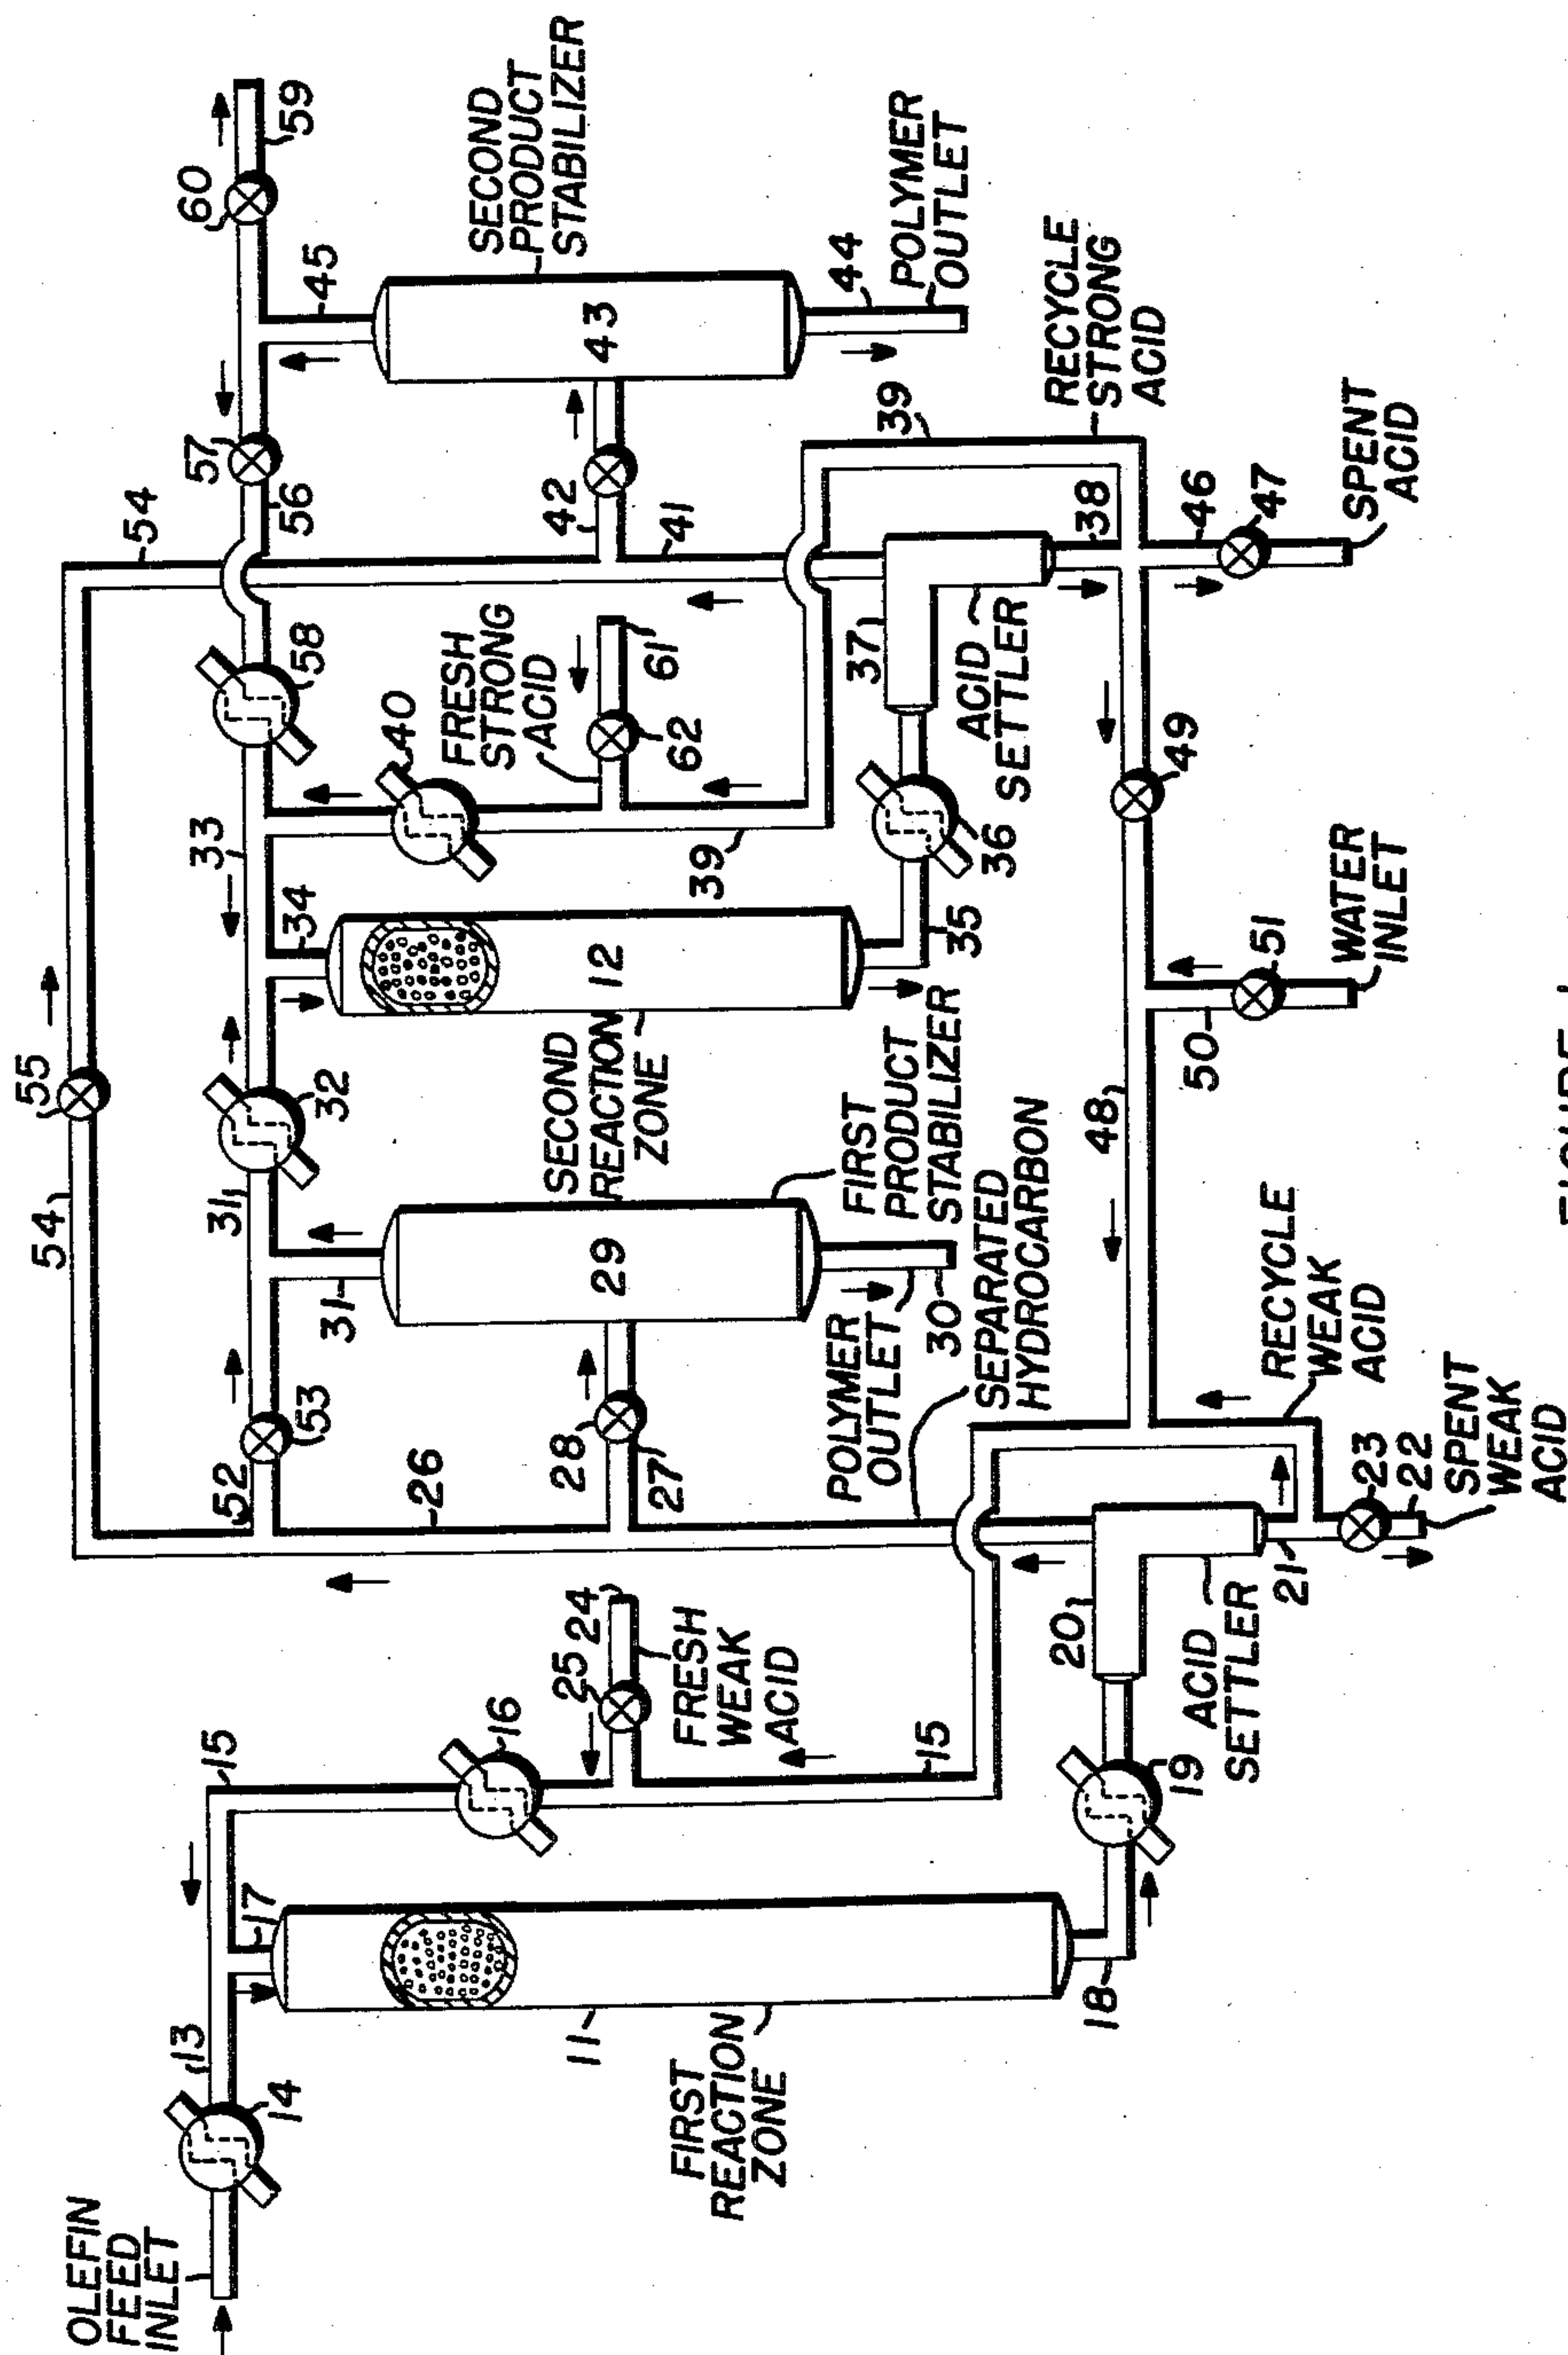 OLEFIN
FEED
INLET
14
13
17
15
11
FIRST
REACTION
ZONE
18
19
16
25
24
FRESH
WEAK
ACID
15
20
ACID
SETTLER
21
22
23
SPENT
WEAK
ACID
RECYCLE
WEAK
ACID
SEPARATED
HYDROCARBON
26
27
28
52
53
54
55
54
29
FIRST
PRODUCT
STABILIZER
POLYMER
OUTLET
30
31
31
32
33
34
SECOND
REACTION
ZONE
12
35
36
37
ACID
SETTLER
38
39
39
40
FRESH
STRONG
ACID
61
62
58
56
57
41
42
43
SECOND
PRODUCT
STABILIZER
44
POLYMER
OUTLET
45
60
59
RECYCLE
STRONG
ACID
46
47
SPENT
ACID
49
48
50
51
WATER
INLET